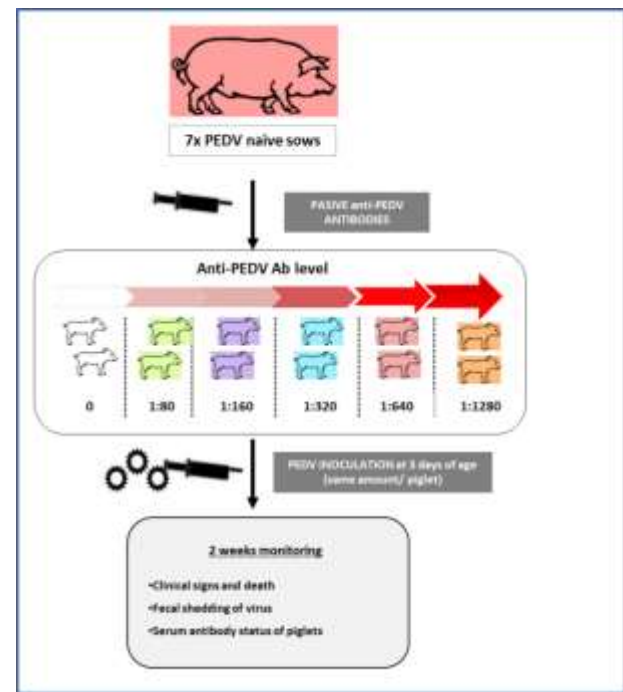 7x PEDV naïve sows
PASIVE anti-PEDV
ANTIBODIES
Anti-PEDV Ab level
0 1:80 1:160 1:320 1:640 1:1280
PEDV INOCULATION at 3 days of age
(same amount/ piglet)
2 weeks monitoring
•Clinical signs and death
•Fecal shedding of virus
•Serum antibody status of piglets